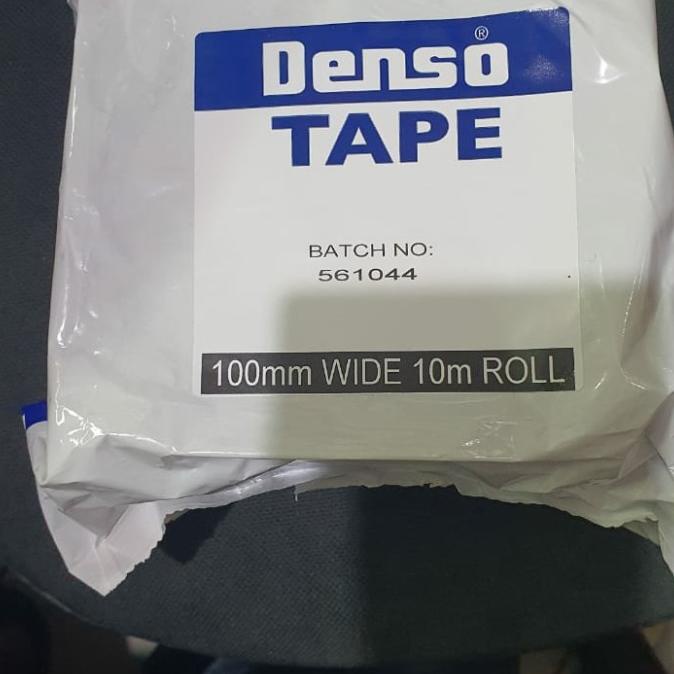 Denso®
TAPE
BATCH NO:
561044
100mm WIDE 10m ROLL